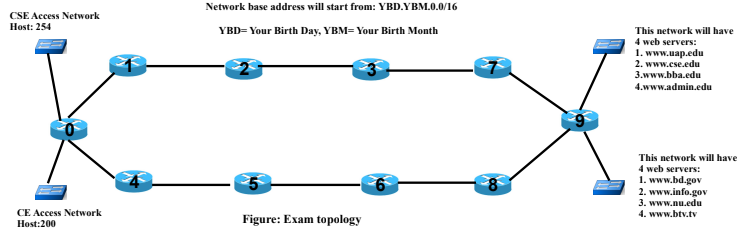 Network base address will start from: YBD.YBM.0.0/16
YBD= Your Birth Day, YBM= Your Birth Month
CSE Access Network
Host: 254
This network will have
4 web servers:
1. www.uap.edu
2. www.cse.edu
3.www.bba.edu
4.www.admin.edu
1
2
3
7
0
9
4
5
6
8
CE Access Network
Host:200
Figure: Exam topology
This network will have
4 web servers:
1. www.bd.gov
2. www.info.gov
3. www.nu.edu
4. www.btv.tv